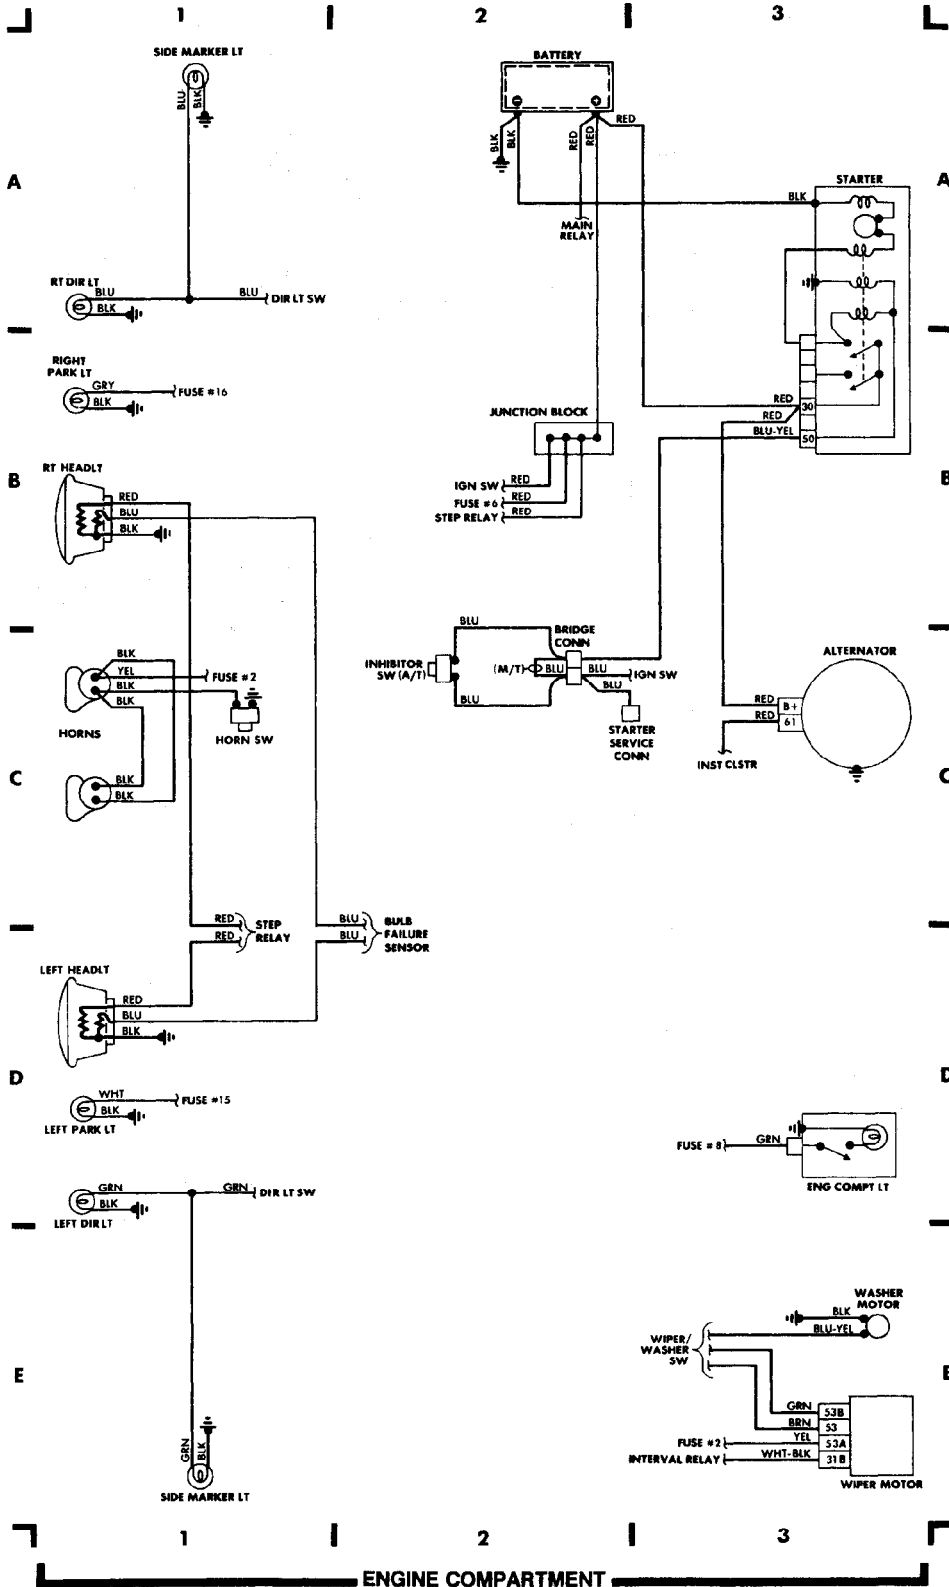 1 2 3
SIDE MARKER LT
BLU
BLK
BATTERY
BLK
BLK
RED
RED
RED
MAIN
RELAY
A
A
STARTER
BLK
RT DIR LT
BLU
BLK
BLU
DIR LT SW
RIGHT
PARK LT
GRY
BLK
FUSE #16
JUNCTION BLOCK
IGN SW RED
FUSE #6 RED
STEP RELAY RED
RED
30
RED
BLU-YEL
50
B
B
RT HEADLT
RED
BLU
BLK
BLK
YEL
FUSE #2
BLK
BLK
HORN SW
HORNS
BLK
BLK
BLU
INHIBITOR
SW (A/T)
BLU
BRIDGE
CONN
(M/T)
BLU
BLU
IGN SW
BLU
STARTER
SERVICE
CONN
ALTERNATOR
RED
B+
RED
61
INST CLSTR
C
C
RED
RED
STEP
RELAY
BLU
BLU
BULB
FAILURE
SENSOR
LEFT HEADLT
RED
BLU
BLK
D
D
WHT
FUSE #15
BLK
LEFT PARK LT
FUSE #8
GRN
ENG COMPT LT
GRN
GRN
DIR LT SW
BLK
LEFT DIR LT
WASHER
MOTOR
BLK
BLU-YEL
WIPER/
WASHER
SW
E
E
GRN
53B
BRN
53
FUSE #2
YEL
53A
INTERVAL RELAY
WHT-BLK
31B
WIPER MOTOR
GRN
BLK
SIDE MARKER LT
1 2 3
ENGINE COMPARTMENT